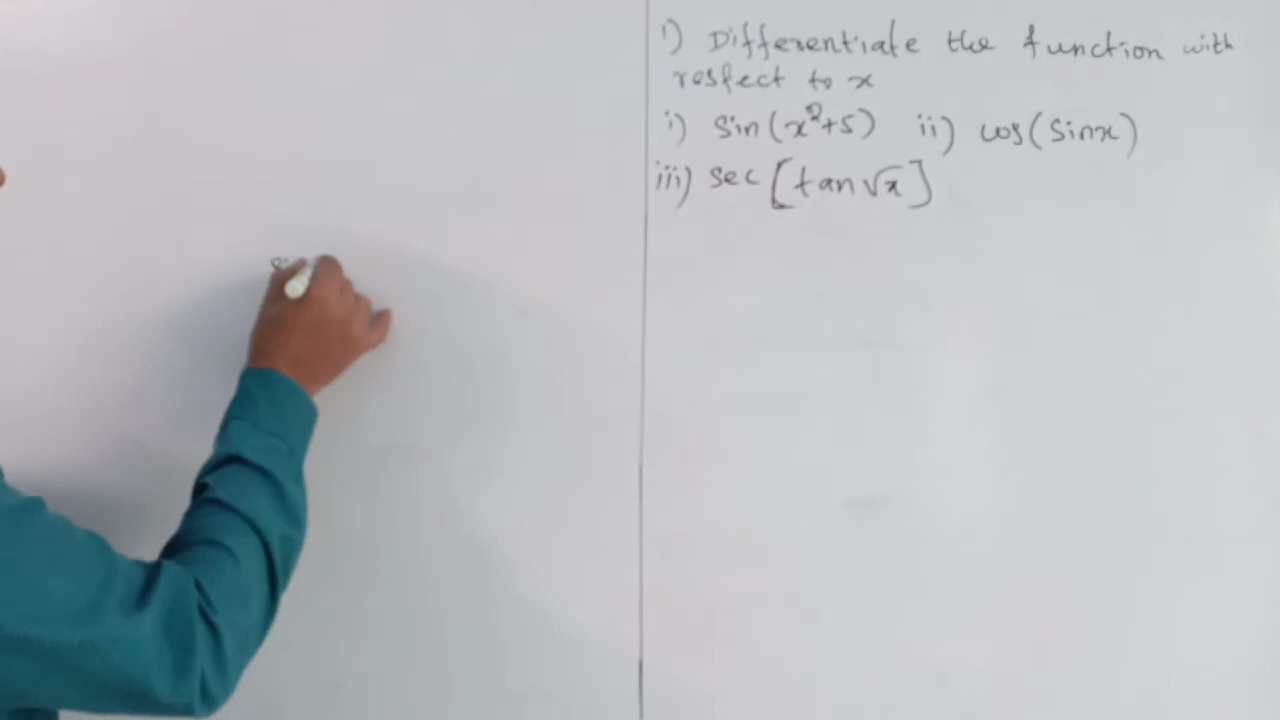 1) Differentiate the function with
respect to x
i) sin(x²+5) ii) cos(sinx)
iii) sec[tan√x]